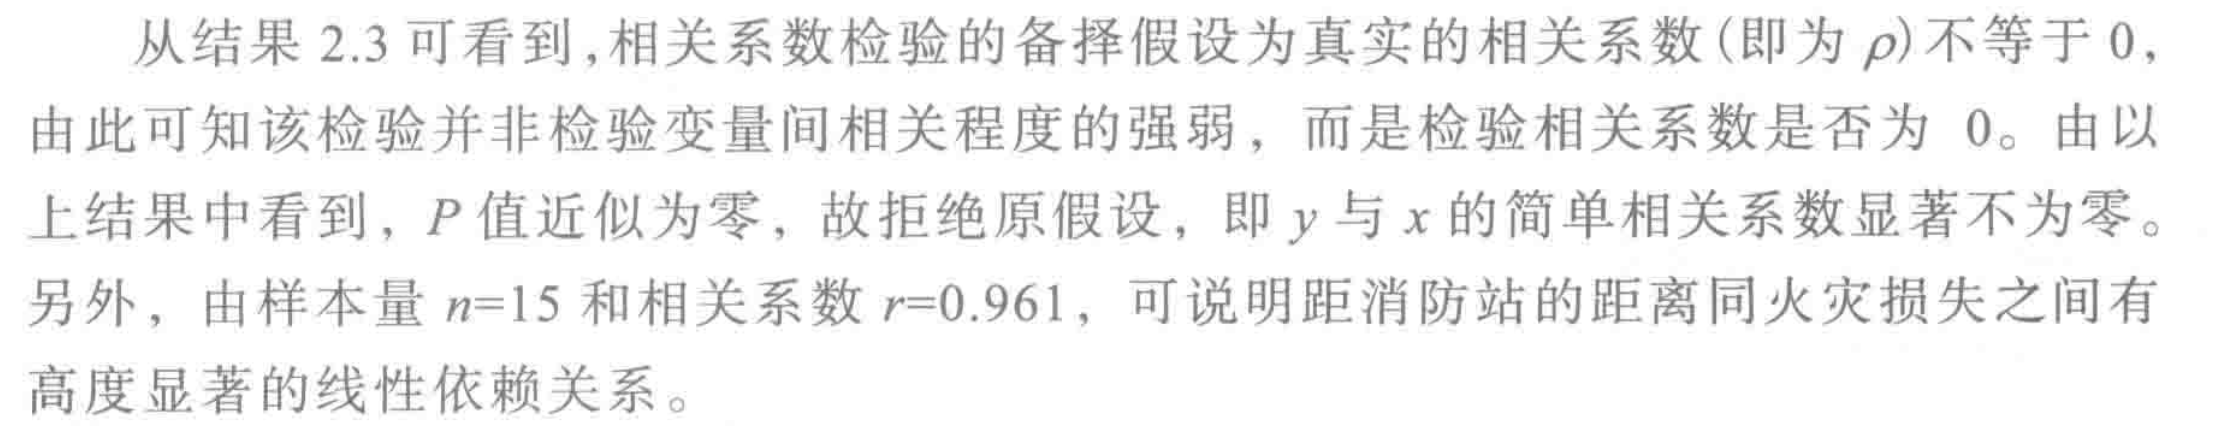 从结果 2.3 可看到,相关系数检验的备择假设为真实的相关系数(即为 ρ)不等于 0,
由此可知该检验并非检验变量间相关程度的强弱，而是检验相关系数是否为 0。由以
上结果中看到，P 值近似为零，故拒绝原假设，即 y 与 x 的简单相关系数显著不为零。
另外，由样本量 n=15 和相关系数 r=0.961，可说明距消防站的距离同火灾损失之间有
高度显著的线性依赖关系。